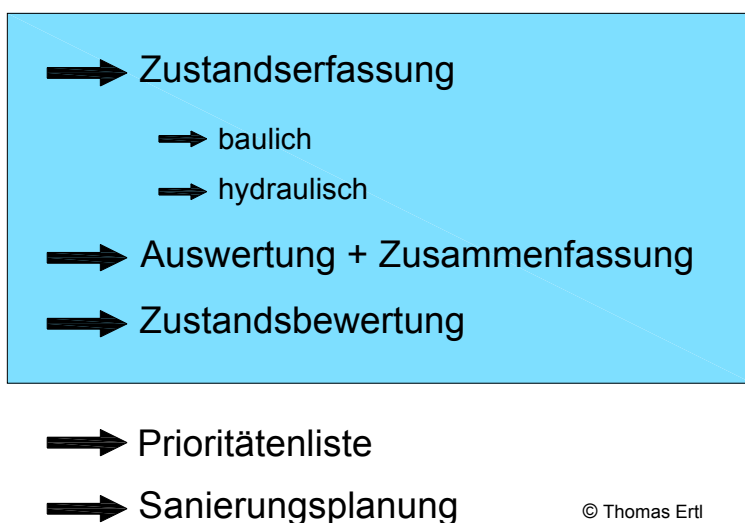 Zustandserfassung
baulich
hydraulisch
Auswertung + Zusammenfassung
Zustandsbewertung
Prioritätenliste
Sanierungsplanung
© Thomas Ertl